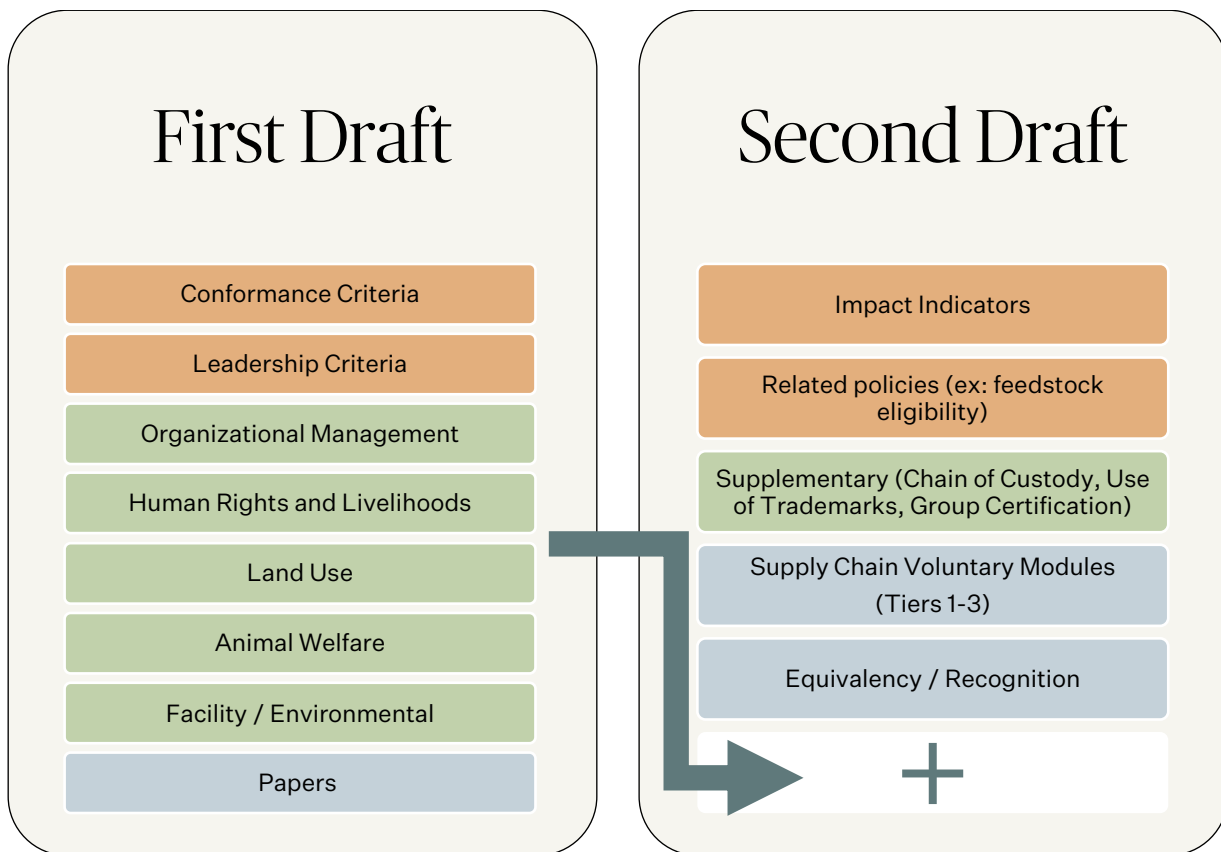 First Draft
Conformance Criteria
Leadership Criteria
Organizational Management
Human Rights and Livelihoods
Land Use
Animal Welfare
Facility / Environmental
Papers
Second Draft
Impact Indicators
Related policies (ex: feedstock
eligibility)
Supplementary (Chain of Custody, Use
of Trademarks, Group Certification)
Supply Chain Voluntary Modules
(Tiers 1-3)
Equivalency / Recognition
+